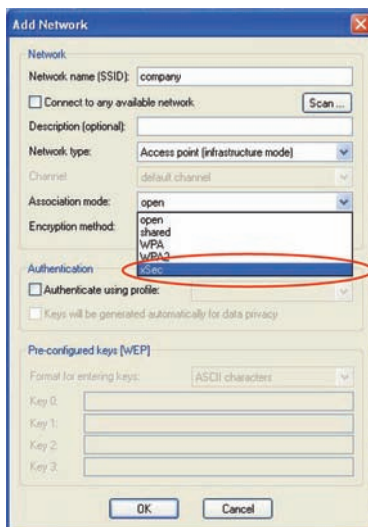 Add Network
Network
Network name (SSID): company
Connect to any available network Scan ...
Description (optional):
Network type: Access point (infrastructure mode)
Channel default channel
Association mode: open
Encryption method: open
shared
WPA
WPA2
xSec
Authentication
Authenticate using profile:
Keys will be generated automatically for data privacy
Pre-configured keys [WEP]
Format for entering keys: ASCII characters
Key 0:
Key 1:
Key 2:
Key 3:
OK Cancel